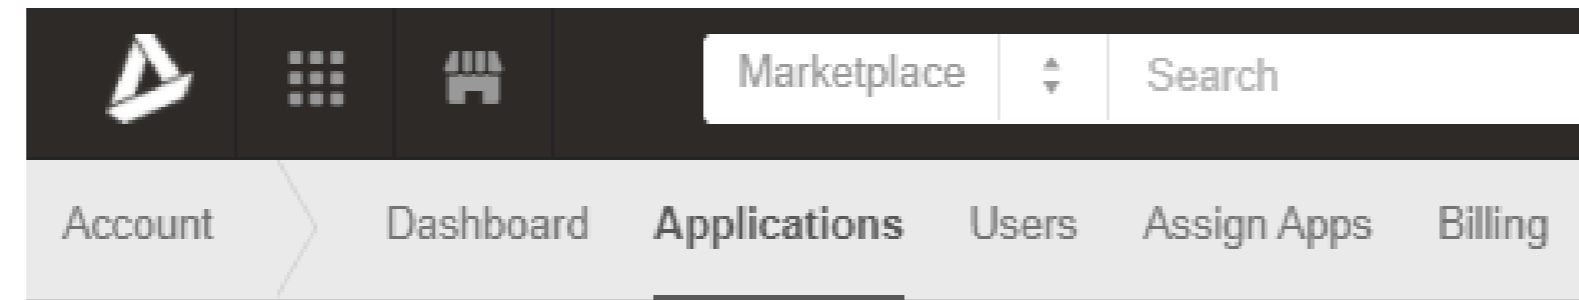 Marketplace Search
Account Dashboard Applications Users Assign Apps Billing